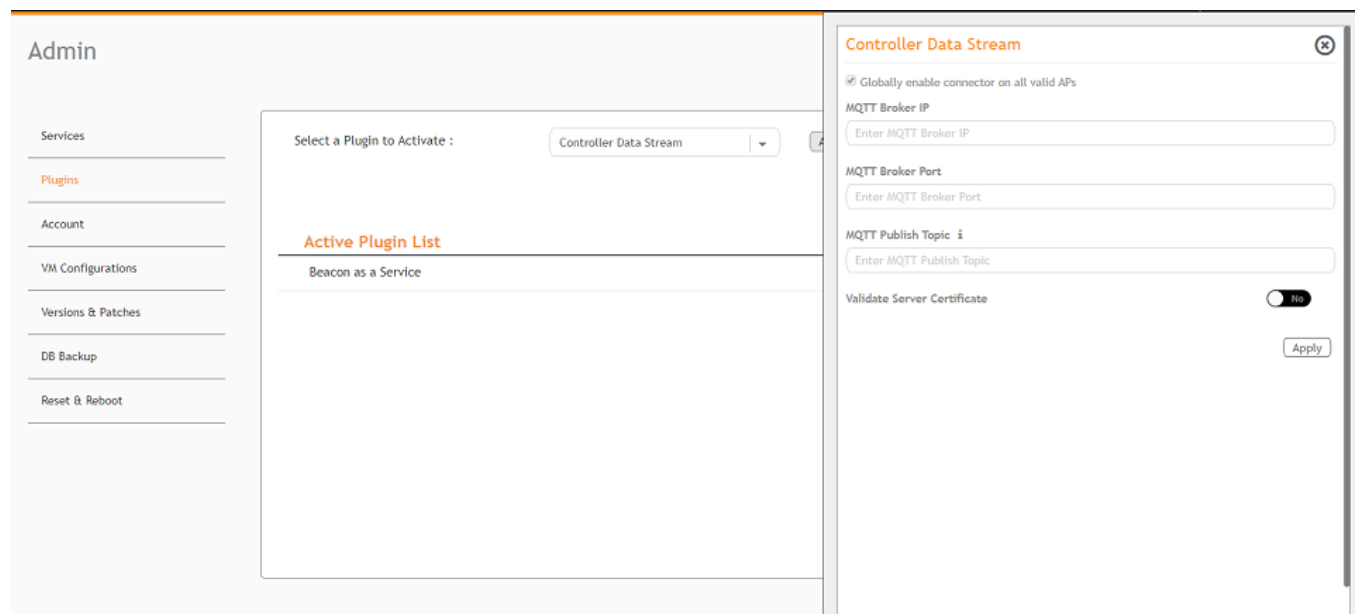 Admin
Services
Plugins
Account
VM Configurations
Versions & Patches
DB Backup
Reset & Reboot
Select a Plugin to Activate :
Controller Data Stream
Active Plugin List
Beacon as a Service
Controller Data Stream
Globally enable connector on all valid APs
MQTT Broker IP
Enter MQTT Broker IP
MQTT Broker Port
Enter MQTT Broker Port
MQTT Publish Topic i
Enter MQTT Publish Topic
Validate Server Certificate
No
Apply